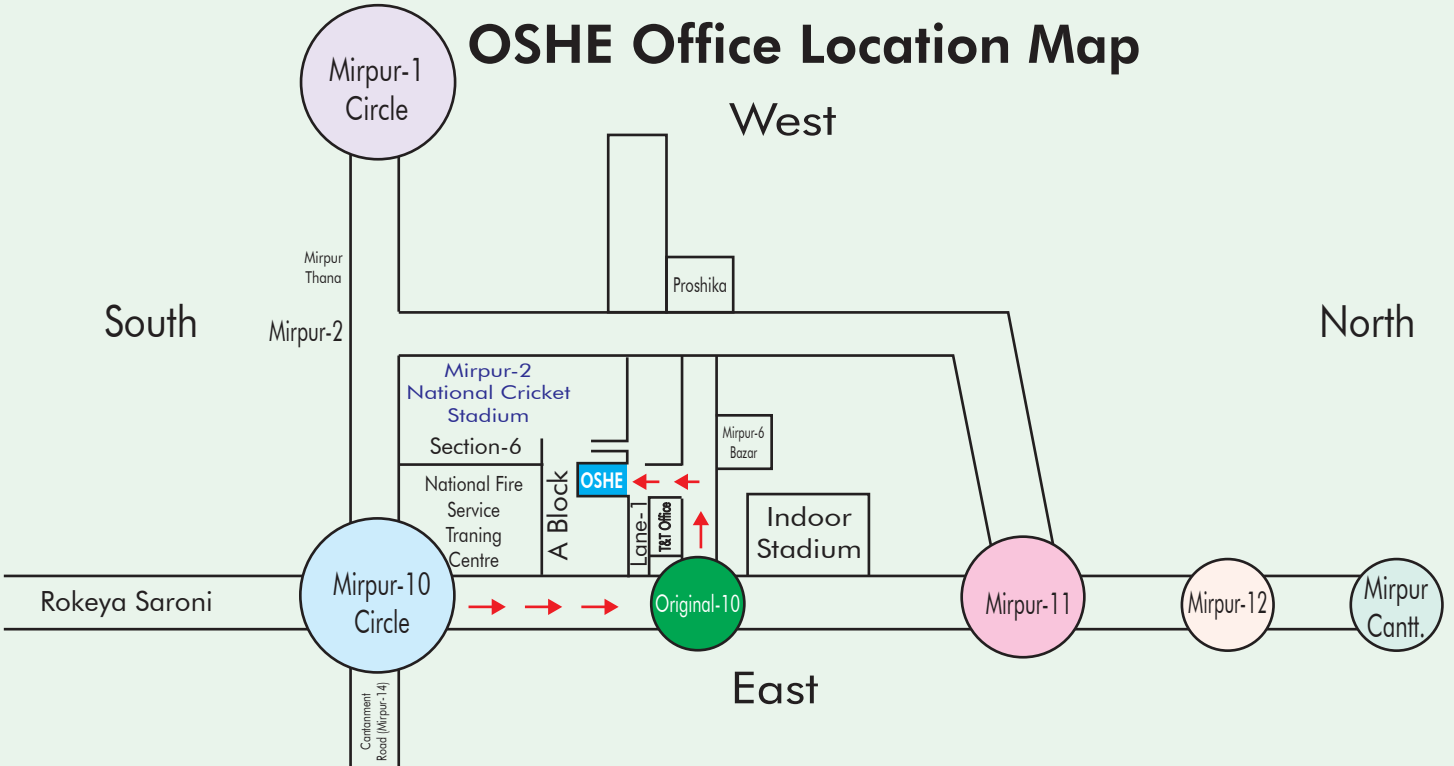 OSHE Office Location Map
Mirpur-1
Circle
West
Mirpur
Thana
Proshika
South
Mirpur-2
North
Mirpur-2
National Cricket
Stadium
Section-6
Mirpur-6
Bazar
National Fire
Service
Traning
Centre
A Block
OSHE
Lane-1
T&T Office
Indoor
Stadium
Rokeya Saroni
Mirpur-10
Circle
Original-10
Mirpur-11
Mirpur-12
Mirpur
Cantt.
East
Cantanment
Road (Mirpur-14)